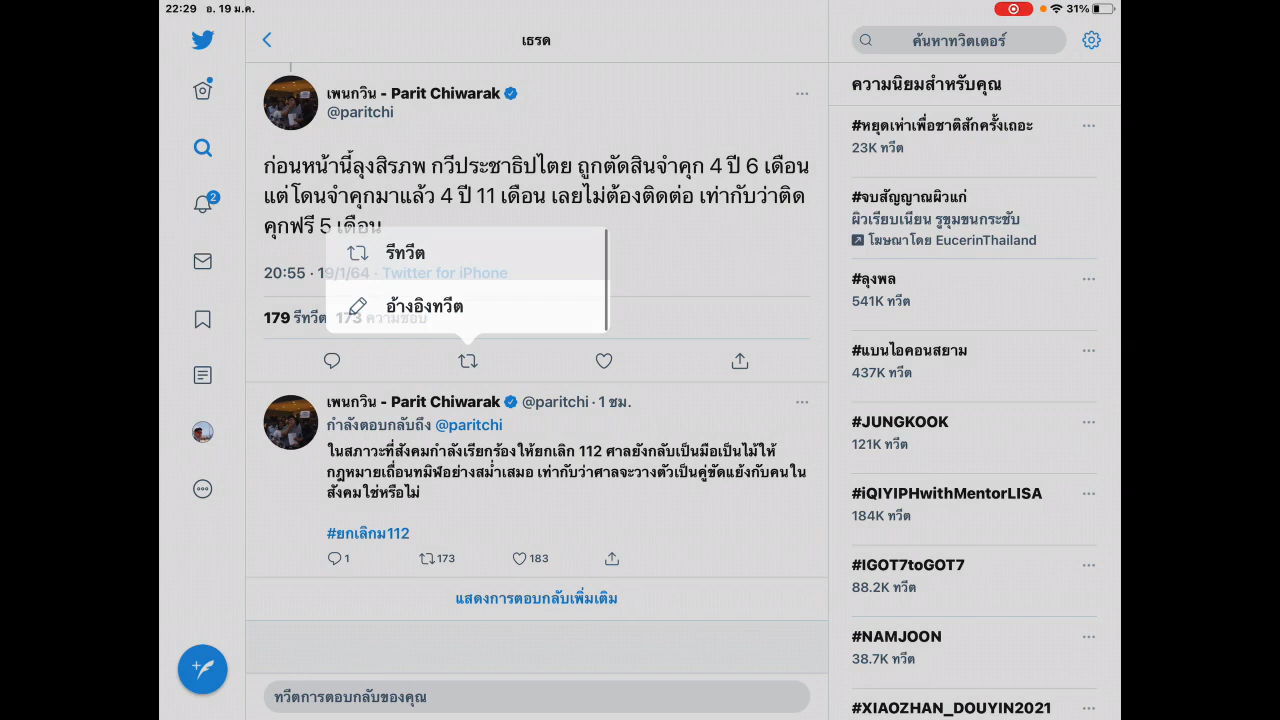 22:29 อ. 19 ม.ค.
31%
เธรด
ค้นหาทวิตเตอร์
2
เพนกวิน - Parit Chiwarak
@paritchi
ก่อนหน้านี้ลุงสิรภพ กวีประชาธิปไตย ถูกตัดสินจำคุก 4 ปี 6 เดือน
แต่โดนจำคุกมาแล้ว 4 ปี 11 เดือน เลยไม่ต้องติดต่อ เท่ากับว่าติด
คุกฟรี 5 เดือน
20:55 · 19/1/64 · Twitter for iPhone
179 รีทวีต 173 ความชอบ
รีทวีต
อ้างอิงทวีต
เพนกวิน - Parit Chiwarak @paritchi · 1 ชม.
กำลังตอบกลับถึง @paritchi
ในสภาวะที่สังคมกำลังเรียกร้องให้ยกเลิก 112 ศาลยังกลับเป็นมือเป็นไม้ให้
กฎหมายเถื่อนทมิฬอย่างสม่ำเสมอ เท่ากับว่าศาลจะวางตัวเป็นคู่ขัดแย้งกับคนใน
สังคมใช่หรือไม่
#ยกเลิกม112
1 173 183
แสดงการตอบกลับเพิ่มเติม
ทวีตการตอบกลับของคุณ
ความนิยมสำหรับคุณ
#หยุดเห่าเพื่อชาติสักครั้งเถอะ
23K ทวีต
#จบสัญญาณผิวแก่
ผิวเรียบเนียน รูขุมขนกระชับ
โฆษณาโดย EucerinThailand
#ลุงพล
541K ทวีต
#แบนไอคอนสยาม
437K ทวีต
#JUNGKOOK
121K ทวีต
#iQIYIPHwithMentorLISA
184K ทวีต
#IGOT7toGOT7
88.2K ทวีต
#NAMJOON
38.7K ทวีต
#XIAOZHAN_DOUYIN2021